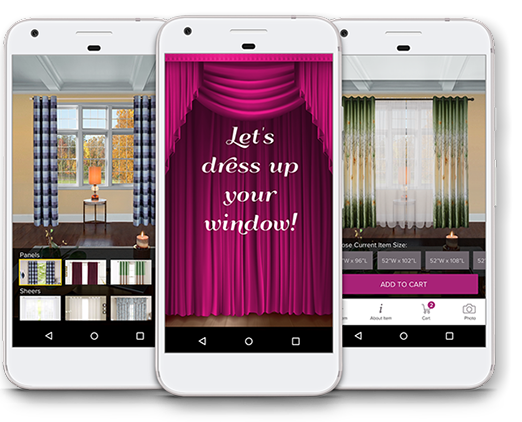 Panels
Sheers
Let's
dress up
your
window!
ose Current Item Size:
W x 96"L
52"W x 102"L
52"W x 108"L
52"
ADD TO CART
2
About Item
Cart
Photo